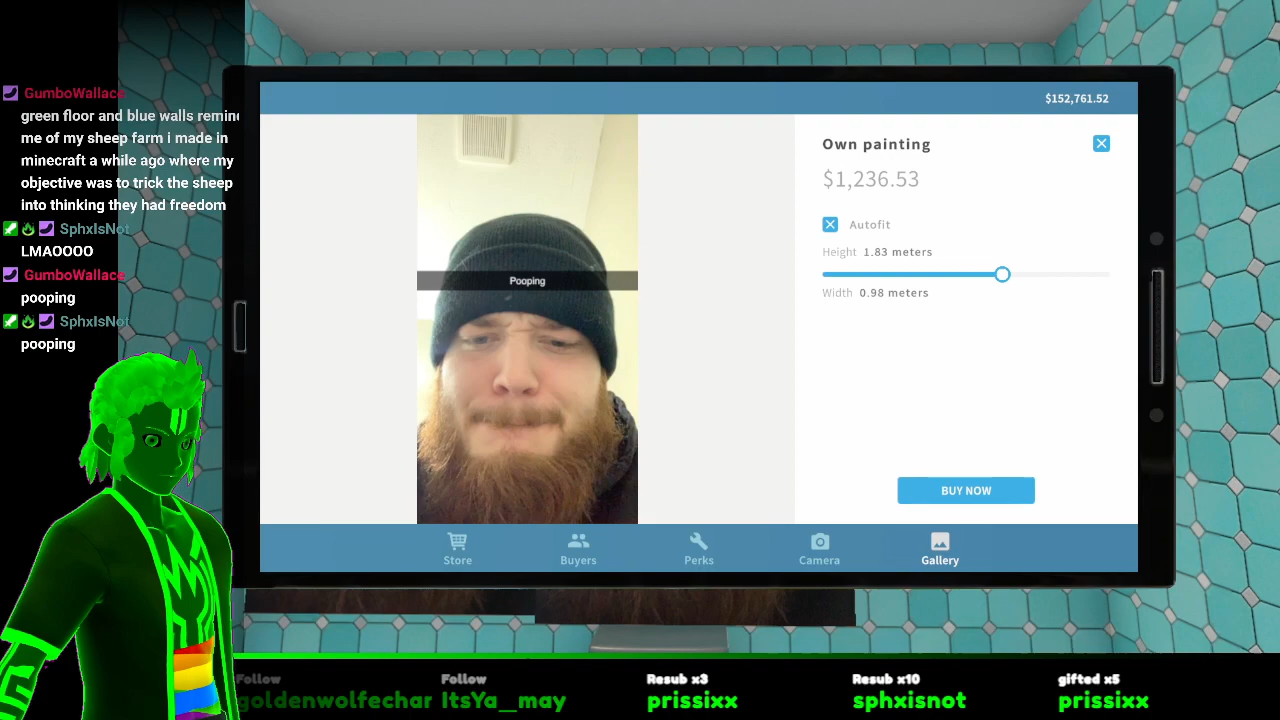 GumboWallace
green floor and blue walls remind
me of my sheep farm i made in
minecraft a while ago where my
objective was to trick the sheep
into thinking they had freedom
SphxIsNot
LMAOOOO
GumboWallace
pooping
SphxIsNot
pooping
$152,761.52
Own painting
$1,236.53
Autofit
Height 1.83 meters
Width 0.98 meters
BUY NOW
Pooping
Store
Buyers
Perks
Camera
Gallery
Follow
goldenwolfechar
Follow
ItsYa_may
Resub x3
prissixx
Resub x10
sphxisnot
gifted x5
prissixx